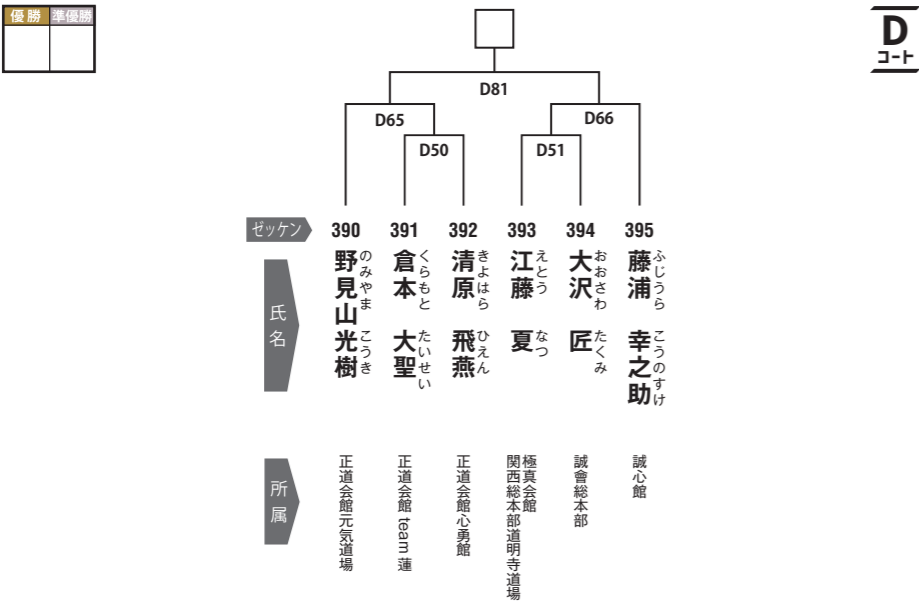 優勝 準優勝
D
コート
D81
D65
D66
D50
D51
ゼッケン
390
391
392
393
394
395
氏名
野見山光樹
のみやま こうき
倉本 大聖
くらもと たいせい
清原 飛燕
きよはら ひえん
江藤 夏
えとう なつ
大沢 匠
おおさわ たくみ
藤浦 幸之助
ふじうら こうのすけ
所属
正道会館元気道場
正道会館 team 蓮
正道会館心勇館
極真会館
関西総本部道明寺道場
誠會総本部
誠心館